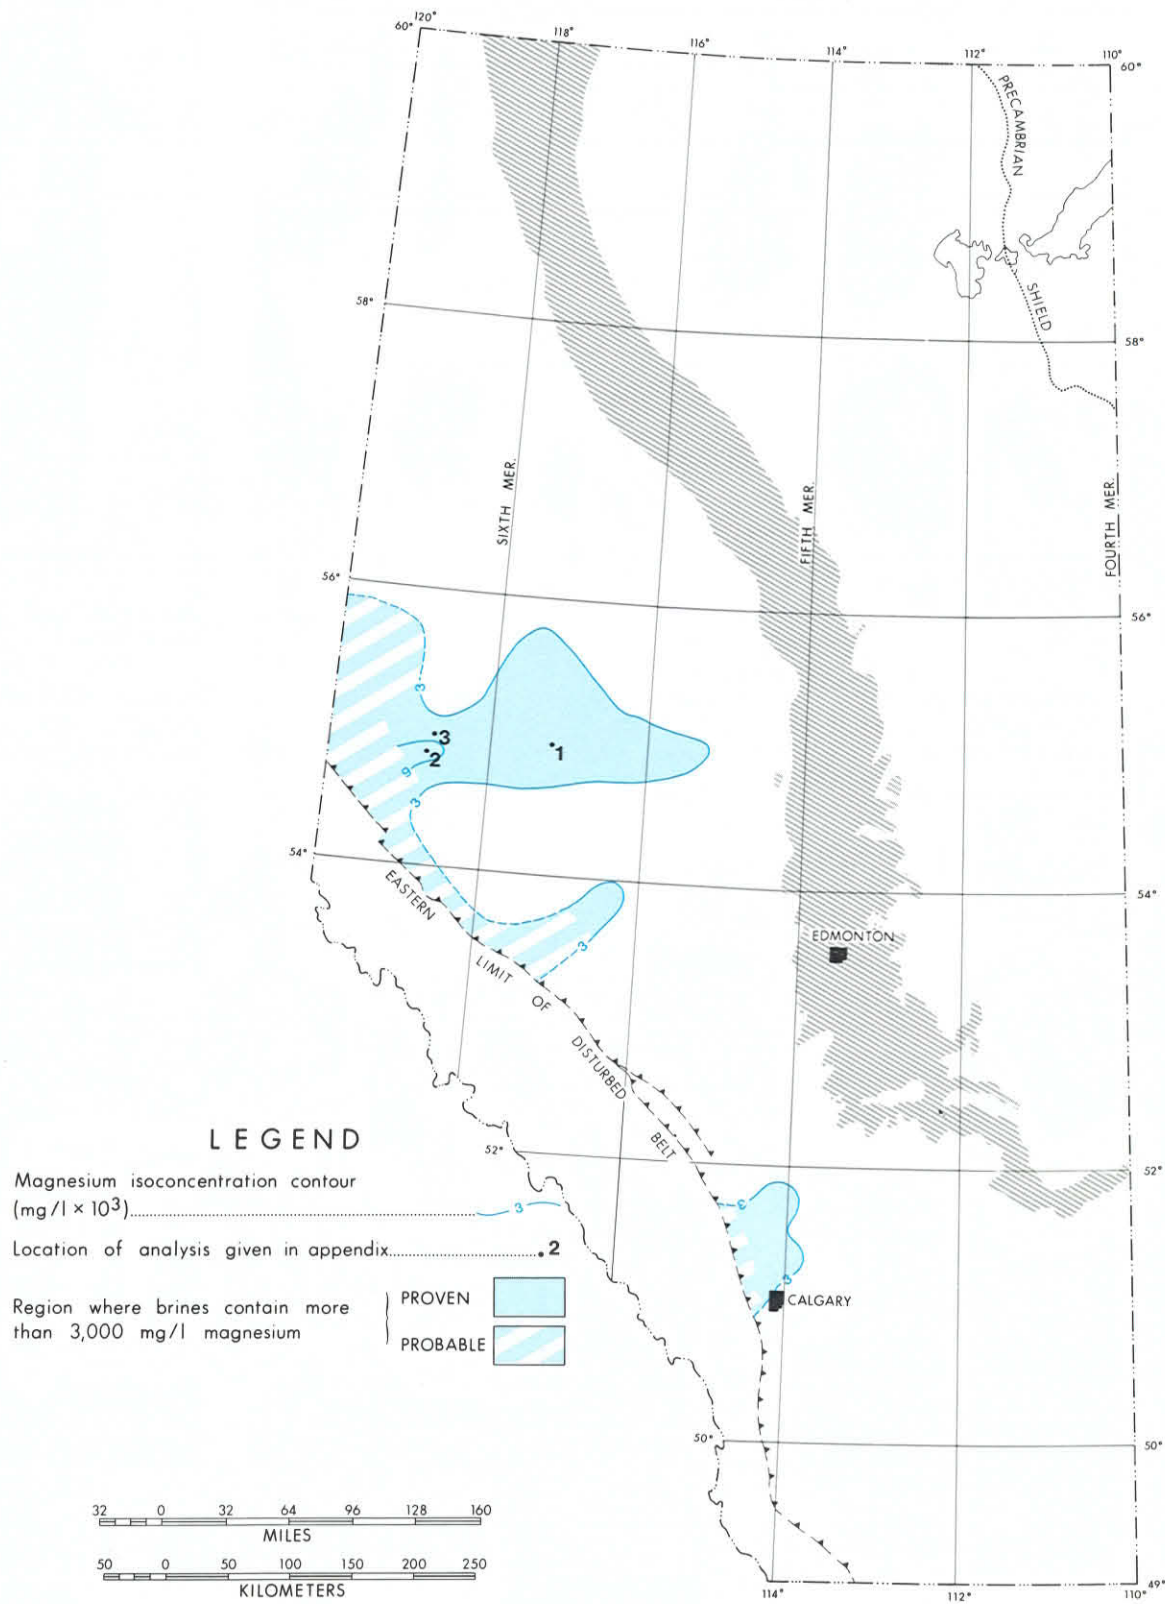 120°
60°
118°
116°
114°
112°
110°
60°
PRECAMBRIAN
SHIELD
58°
58°
SIXTH MER.
FIFTH MER.
FOURTH MER.
56°
56°
3
3
2
1
9
3
54°
54°
EASTERN
LIMIT OF
DISTURBED
BELT
3
EDMONTON
52°
52°
3
3
CALGARY
LEGEND
Magnesium isoconcentration contour
(mg/l × 10³) 3
Location of analysis given in appendix .2
Region where brines contain more
than 3,000 mg/l magnesium
PROVEN
PROBABLE
50°
50°
32 0 32 64 96 128 160
MILES
50 0 50 100 150 200 250
KILOMETERS
114°
112°
110°
49°